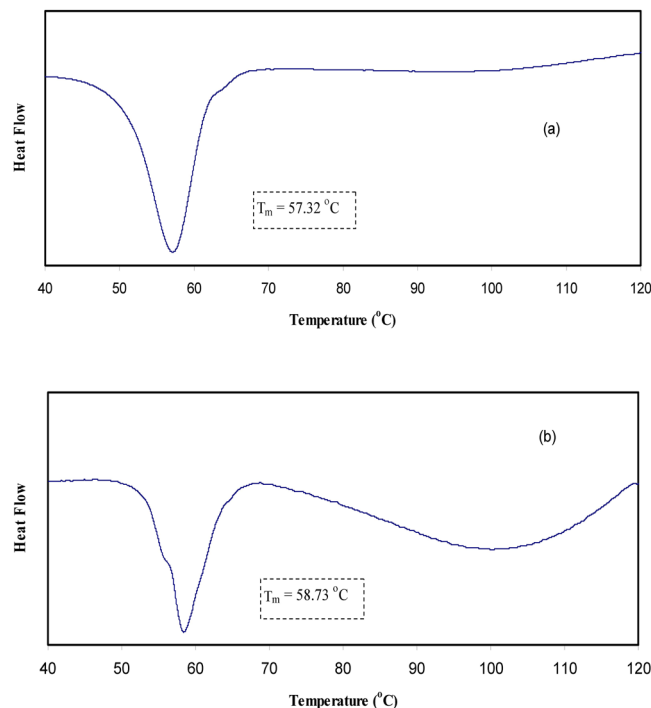 Heat Flow
(a)
Tm = 57.32 °C
40 50 60 70 80 90 100 110 120
Temperature (°C)
Heat Flow
(b)
Tm = 58.73 °C
40 50 60 70 80 90 100 110 120
Temperature (°C)